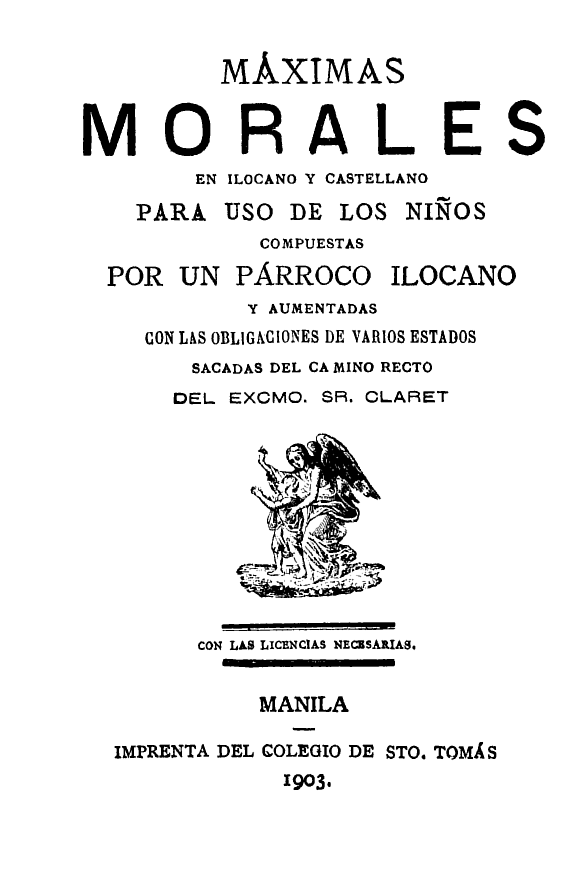 MÁXIMAS
MORALES
EN ILOCANO Y CASTELLANO
PARA USO DE LOS NIÑOS
COMPUESTAS
POR UN PÁRROCO ILOCANO
Y AUMENTADAS
CON LAS OBLIGACIONES DE VARIOS ESTADOS
SACADAS DEL CAMINO RECTO
DEL EXCMO. SR. CLARET
CON LAS LICENCIAS NECESARIAS.
MANILA
IMPRENTA DEL COLEGIO DE STO. TOMÁS
1903.